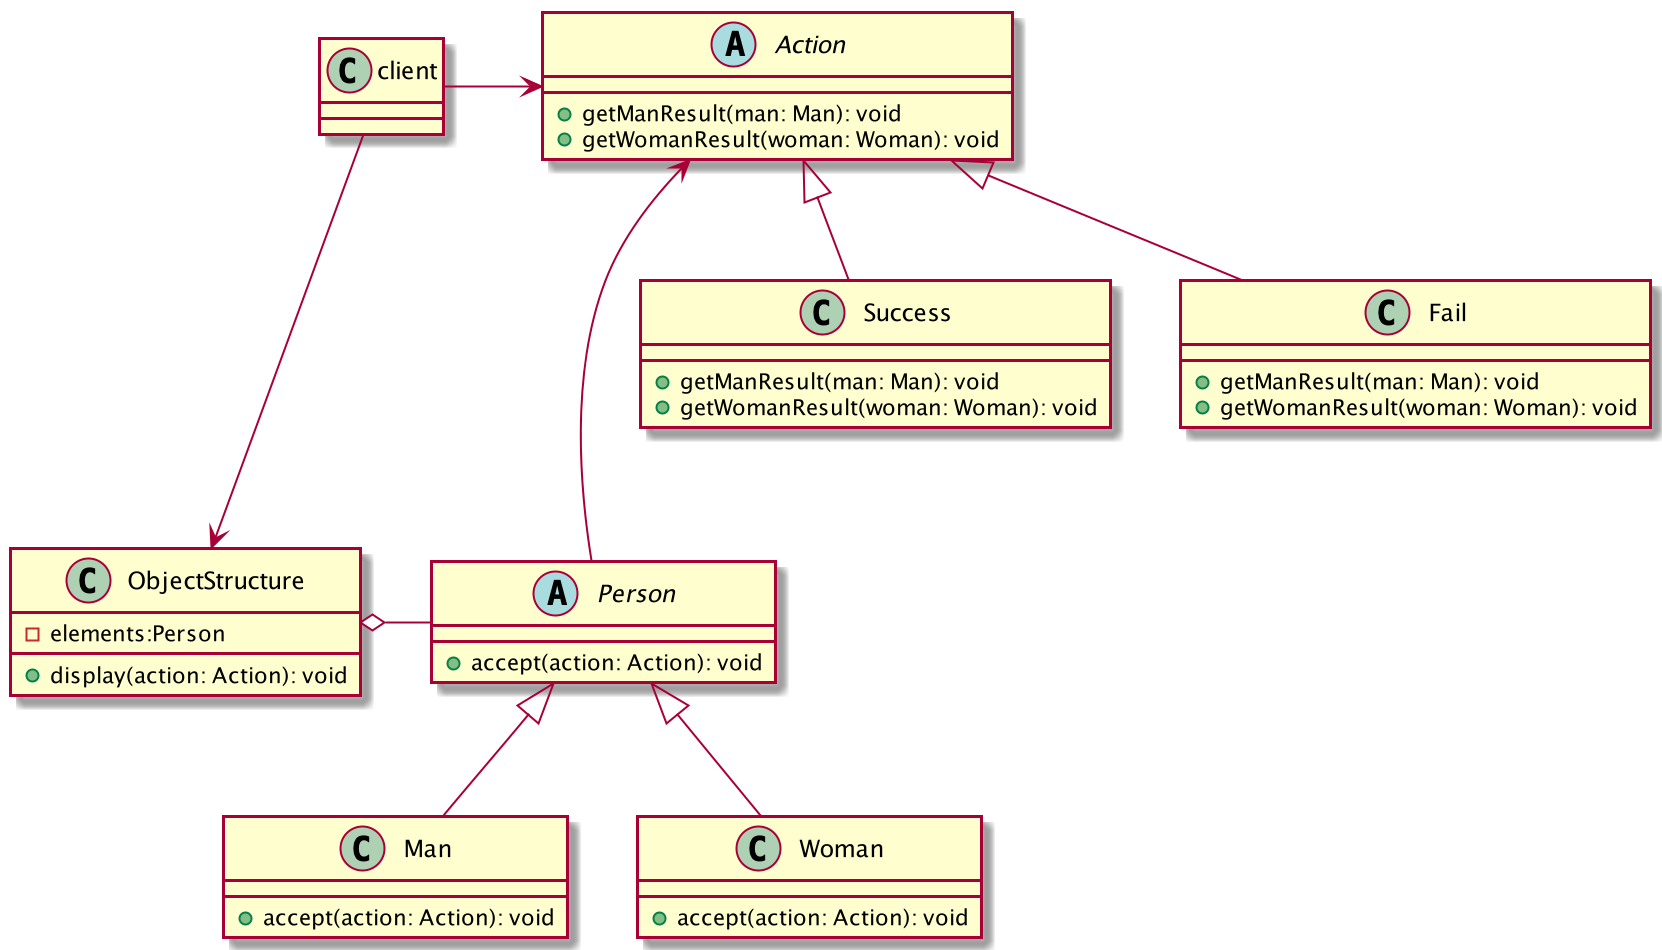 C client
A Action
getManResult(man: Man): void
getWomanResult(woman: Woman): void
C Success
getManResult(man: Man): void
getWomanResult(woman: Woman): void
C Fail
getManResult(man: Man): void
getWomanResult(woman: Woman): void
C ObjectStructure
elements:Person
display(action: Action): void
A Person
accept(action: Action): void
C Man
accept(action: Action): void
C Woman
accept(action: Action): void